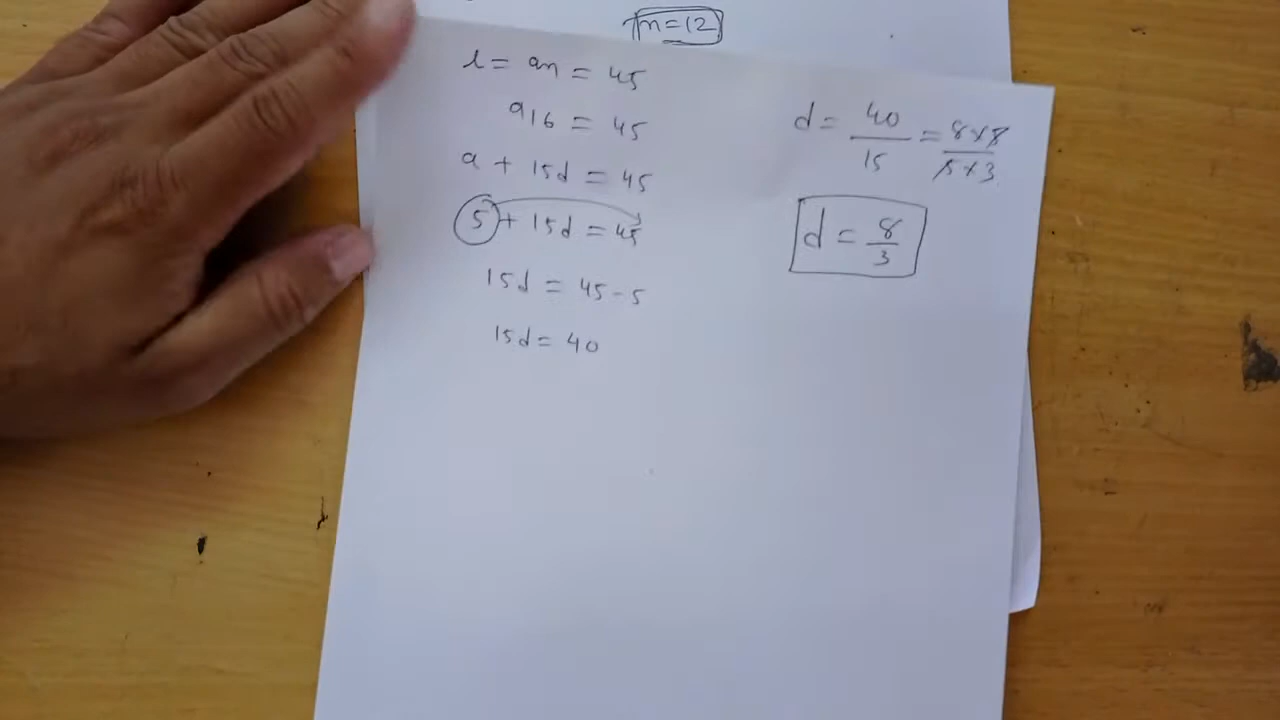 n=12
l = an = 45
a16 = 45
a + 15d = 45
5 + 15d = 45
15d = 45-5
15d = 40
d = 40/15 = 8×8/5×3
d = 8/3